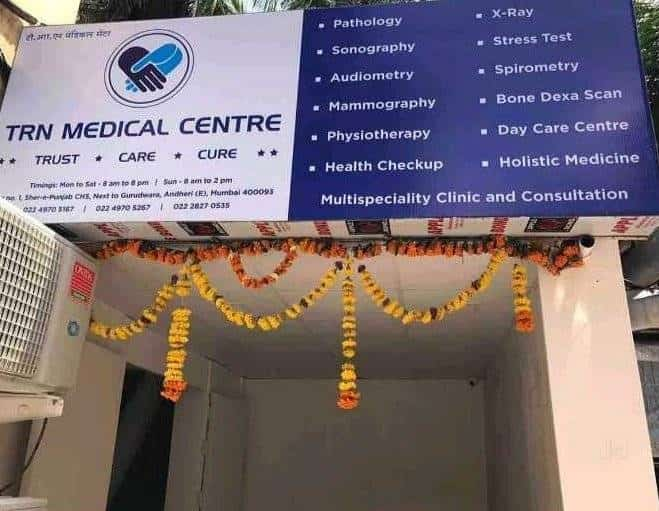 टी.आर.एन मेडिकल सेंटर
TRN MEDICAL CENTRE
★★ TRUST ★ CARE ★ CURE ★★
Timings: Mon to Sat - 8 am to 8 pm | Sun - 8 am to 2 pm
no. 1, Sher-e-Punjab CHS, Next to Gurudwara, Andheri (E), Mumbai 400093
022 4970 5167 | 022 4970 5267 | 022 2827 0535
▪ Pathology
▪ Sonography
▪ Audiometry
▪ Mammography
▪ Physiotherapy
▪ Health Checkup
▪ X-Ray
▪ Stress Test
▪ Spirometry
▪ Bone Dexa Scan
▪ Day Care Centre
▪ Holistic Medicine
Multispeciality Clinic and Consultation